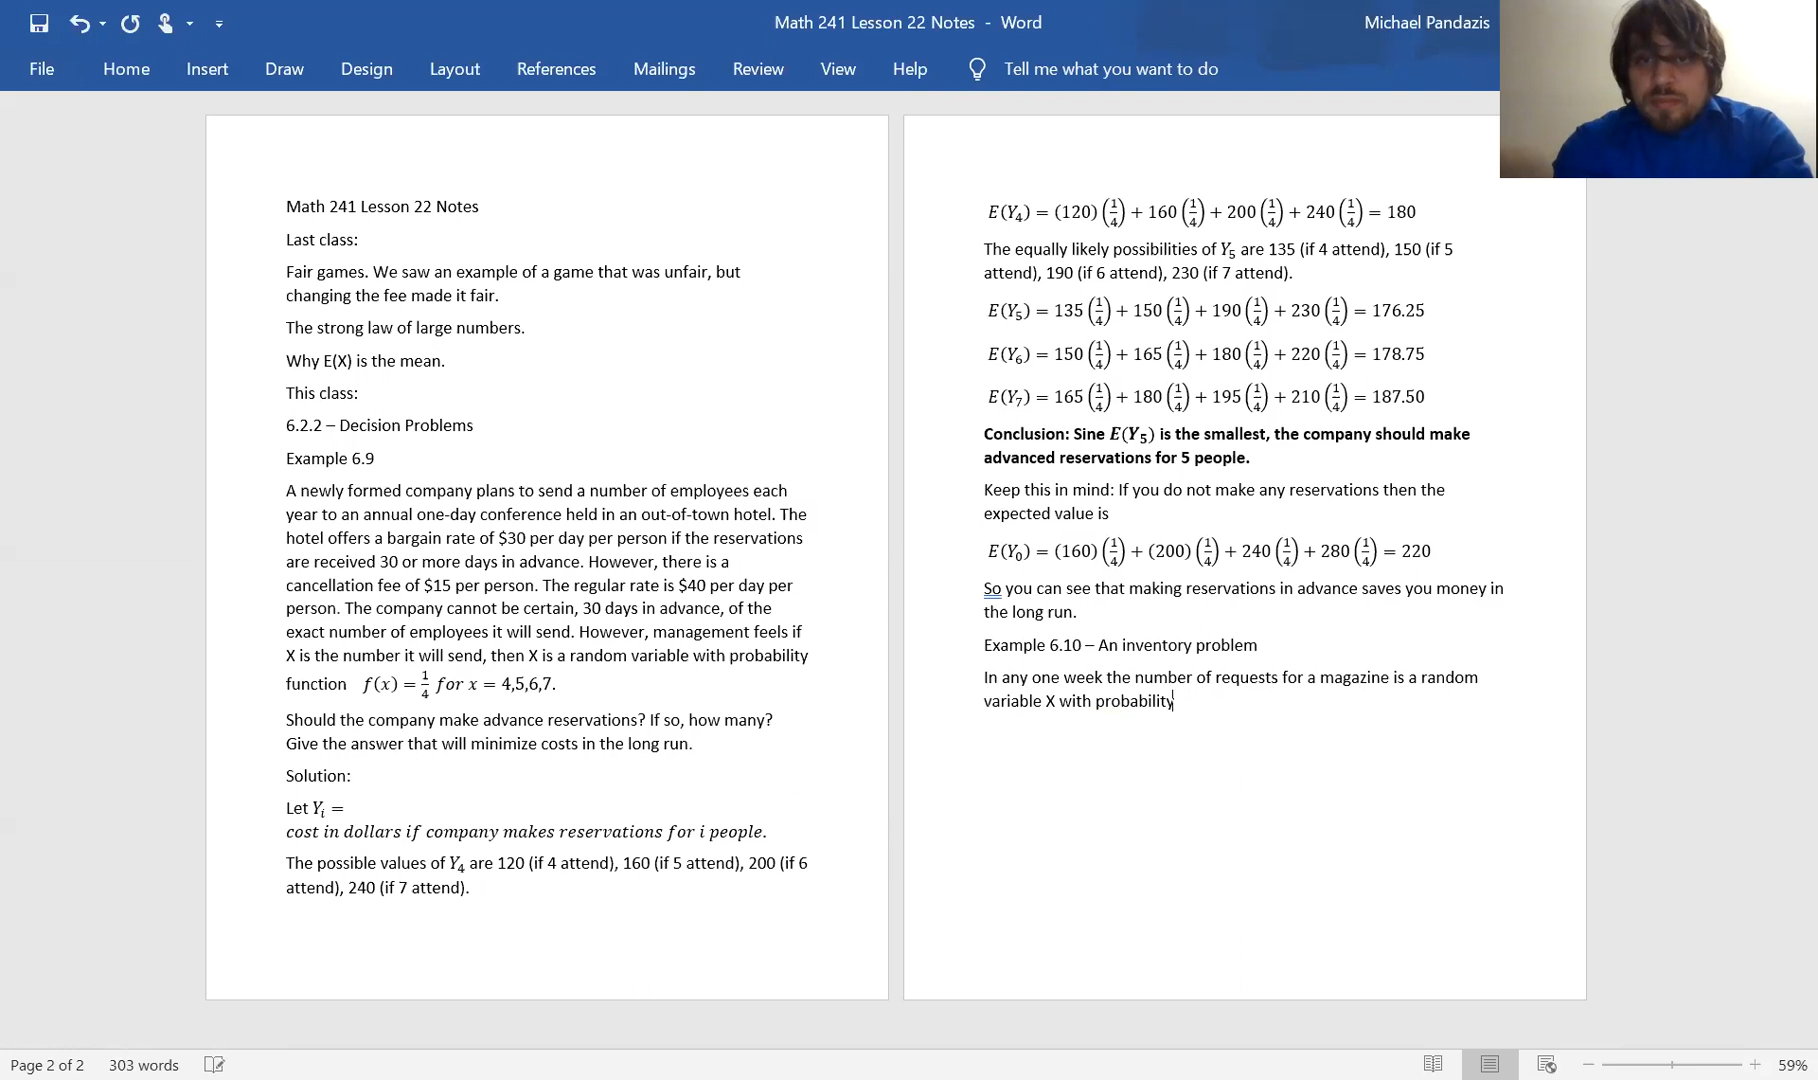 Math 241 Lesson 22 Notes - Word
Michael Pandazis
File Home Insert Draw Design Layout References Mailings Review View Help Tell me what you want to do
Math 241 Lesson 22 Notes
Last class:
Fair games. We saw an example of a game that was unfair, but
changing the fee made it fair.
The strong law of large numbers.
Why E(X) is the mean.
This class:
6.2.2 – Decision Problems
Example 6.9
A newly formed company plans to send a number of employees each
year to an annual one-day conference held in an out-of-town hotel. The
hotel offers a bargain rate of $30 per day per person if the reservations
are received 30 or more days in advance. However, there is a
cancellation fee of $15 per person. The regular rate is $40 per day per
person. The company cannot be certain, 30 days in advance, of the
exact number of employees it will send. However, management feels if
X is the number it will send, then X is a random variable with probability
function f(x) = 1/4 for x = 4,5,6,7.
Should the company make advance reservations? If so, how many?
Give the answer that will minimize costs in the long run.
Solution:
Let Yᵢ =
cost in dollars if company makes reservations for i people.
The possible values of Y₄ are 120 (if 4 attend), 160 (if 5 attend), 200 (if 6
attend), 240 (if 7 attend).
E(Y₄) = (120)(1/4) + 160(1/4) + 200(1/4) + 240(1/4) = 180
The equally likely possibilities of Y₅ are 135 (if 4 attend), 150 (if 5
attend), 190 (if 6 attend), 230 (if 7 attend).
E(Y₅) = 135(1/4) + 150(1/4) + 190(1/4) + 230(1/4) = 176.25
E(Y₆) = 150(1/4) + 165(1/4) + 180(1/4) + 220(1/4) = 178.75
E(Y₇) = 165(1/4) + 180(1/4) + 195(1/4) + 210(1/4) = 187.50
Conclusion: Sine E(Y₅) is the smallest, the company should make
advanced reservations for 5 people.
Keep this in mind: If you do not make any reservations then the
expected value is
E(Y₀) = (160)(1/4) + (200)(1/4) + 240(1/4) + 280(1/4) = 220
So you can see that making reservations in advance saves you money in
the long run.
Example 6.10 – An inventory problem
In any one week the number of requests for a magazine is a random
variable X with probability
Page 2 of 2 303 words 59%